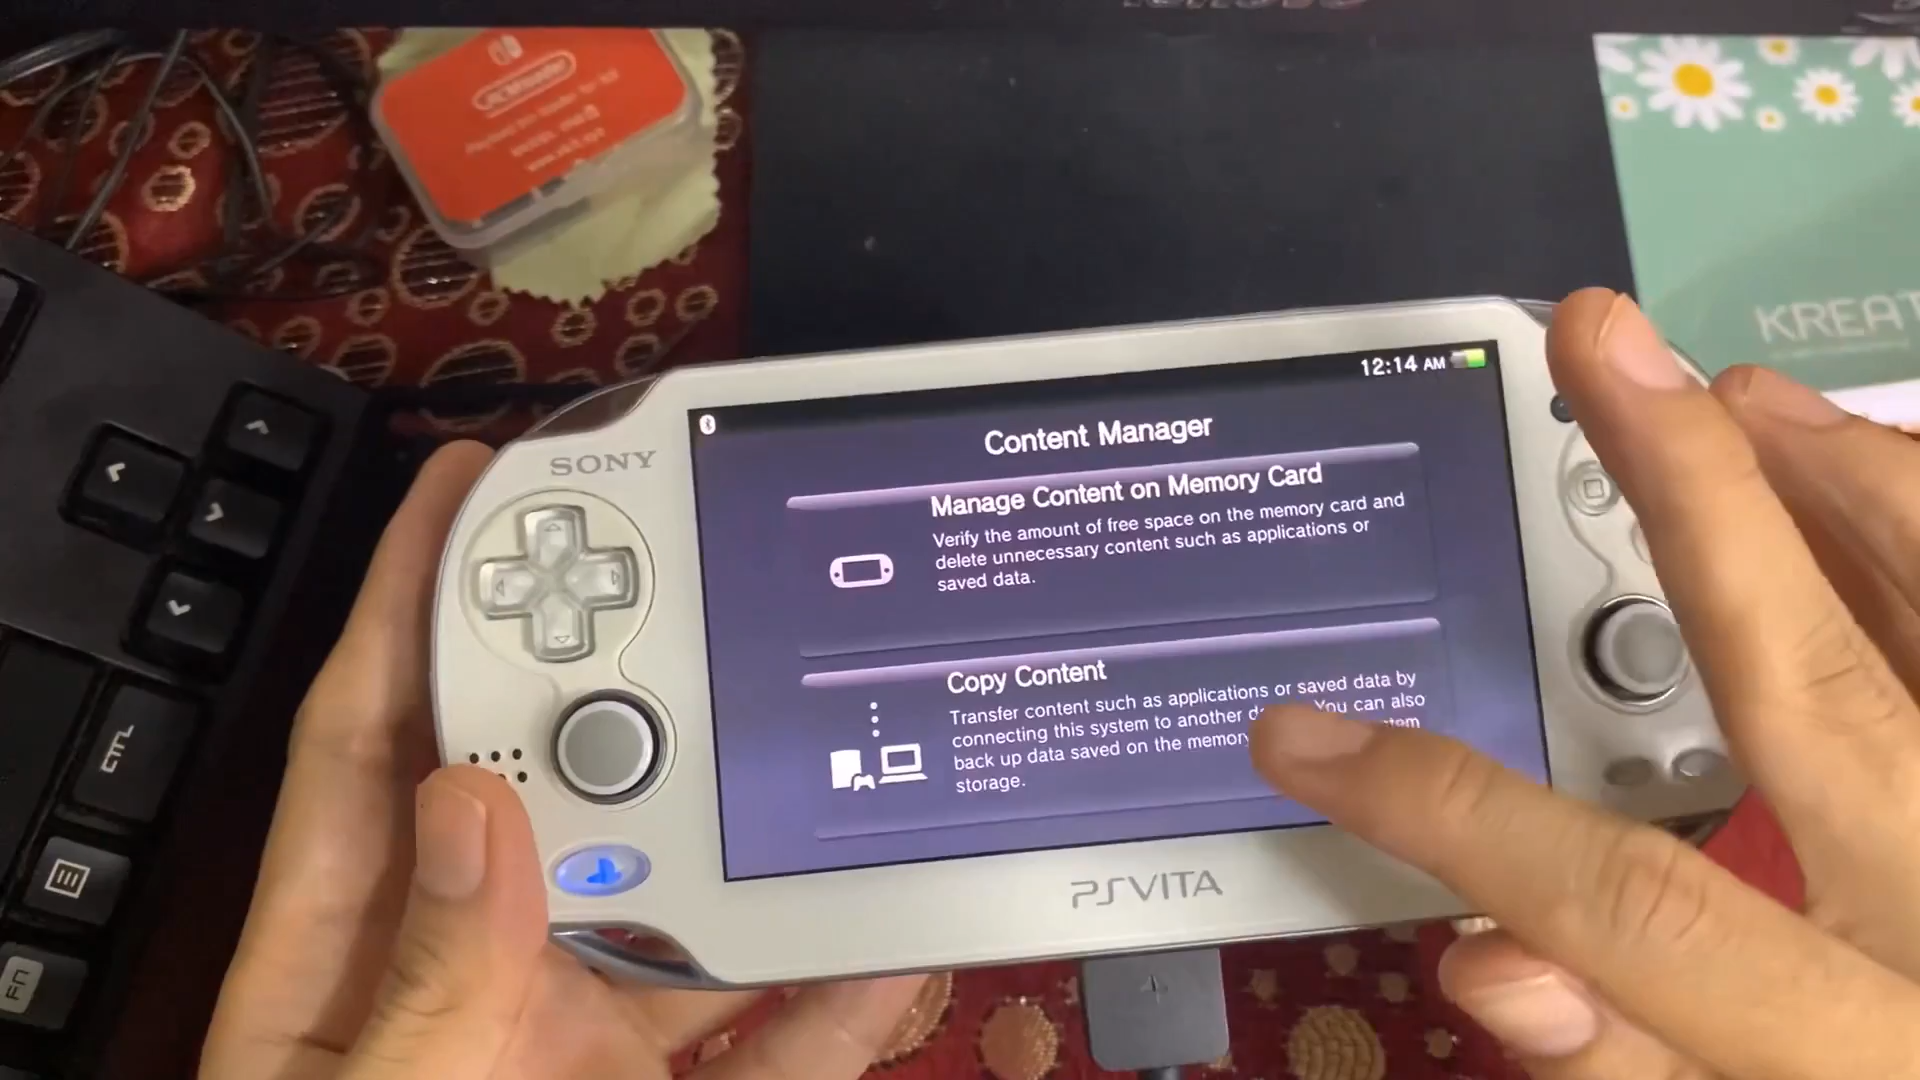 KREAT
12:14 AM
SONY
Content Manager
Manage Content on Memory Card
Verify the amount of free space on the memory card and
delete unnecessary content such as applications or
saved data.
Copy Content
Transfer content such as applications or saved data by
connecting this system to another You can also
back up data saved on the memory
storage.
PSVITA
CTL
FN